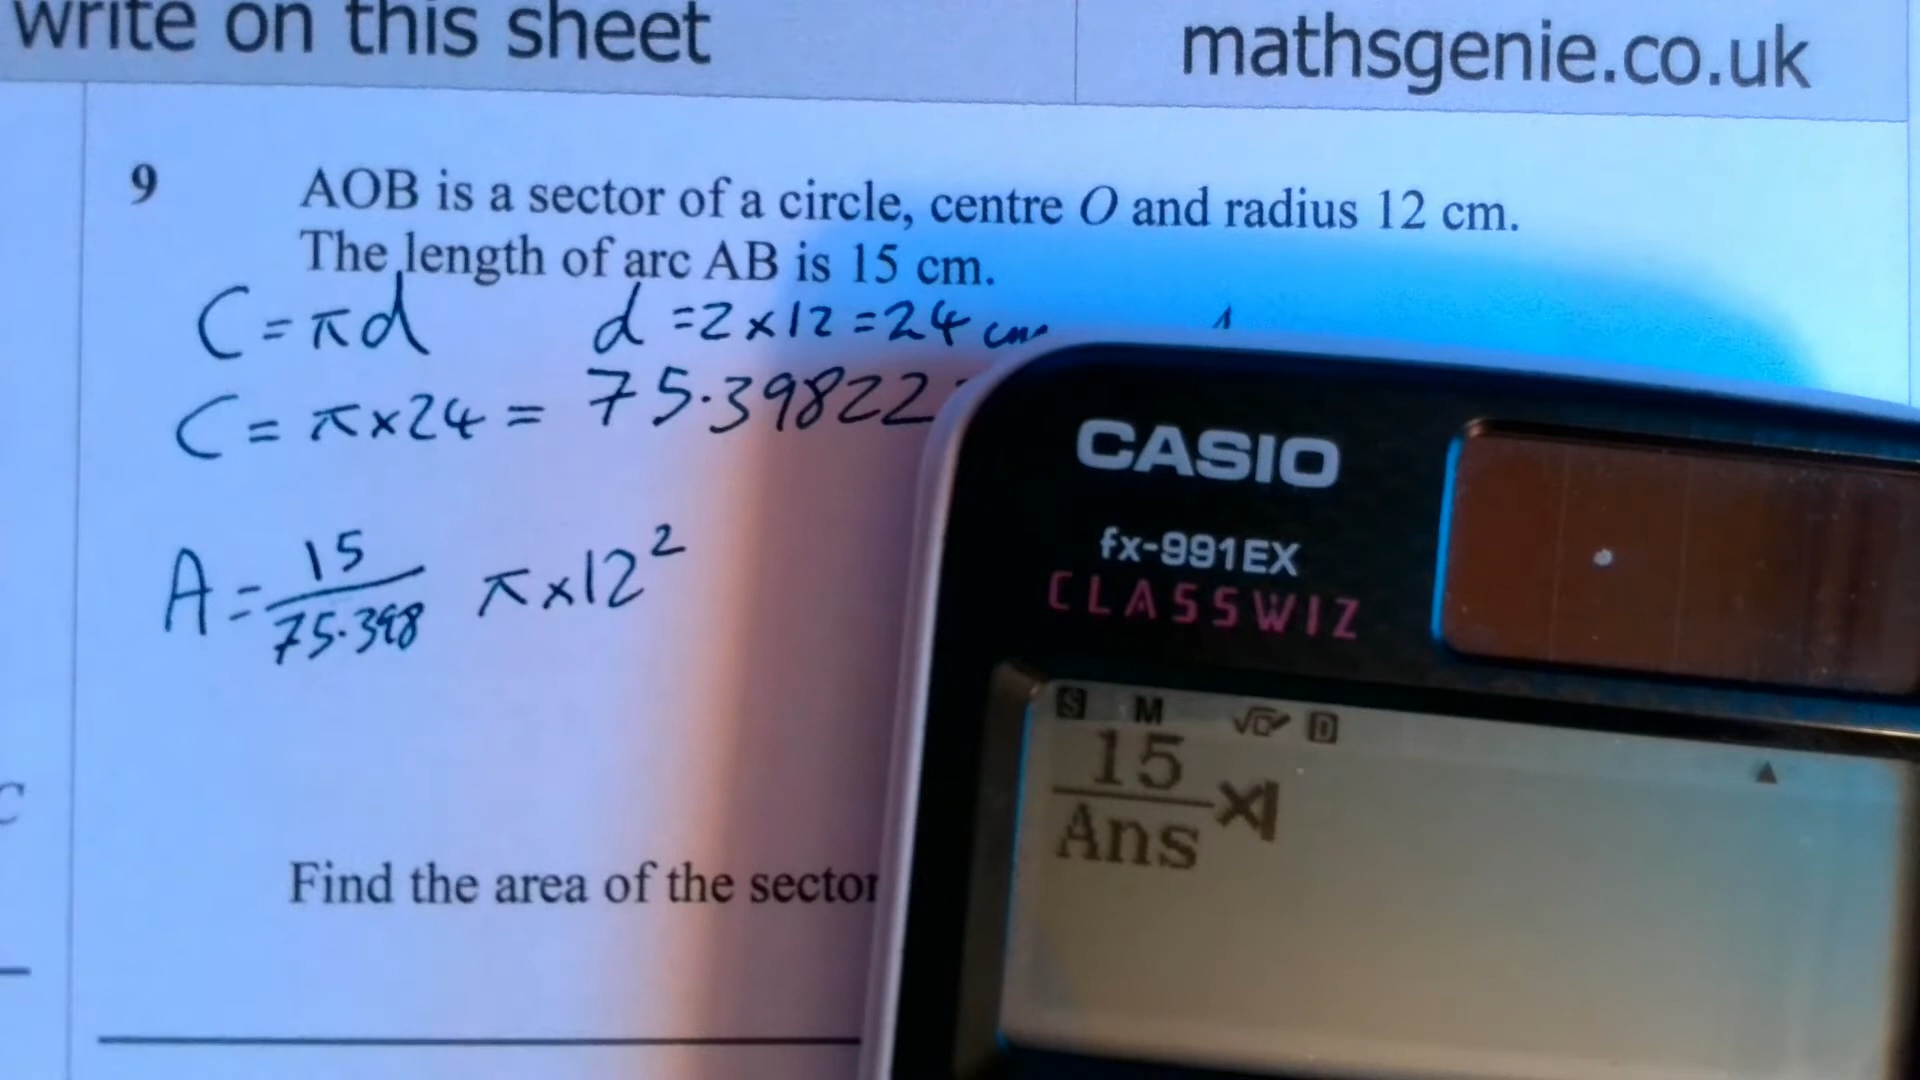 write on this sheet
mathsgenie.co.uk
9 AOB is a sector of a circle, centre O and radius 12 cm.
The length of arc AB is 15 cm.
C = πd d = 2 × 12 = 24 cm
C = π × 24 = 75.39822
A = 15/75.398 π × 12²
Find the area of the sector
CASIO
fx-991EX
CLASSWIZ
S M √ D
15/Ans ×